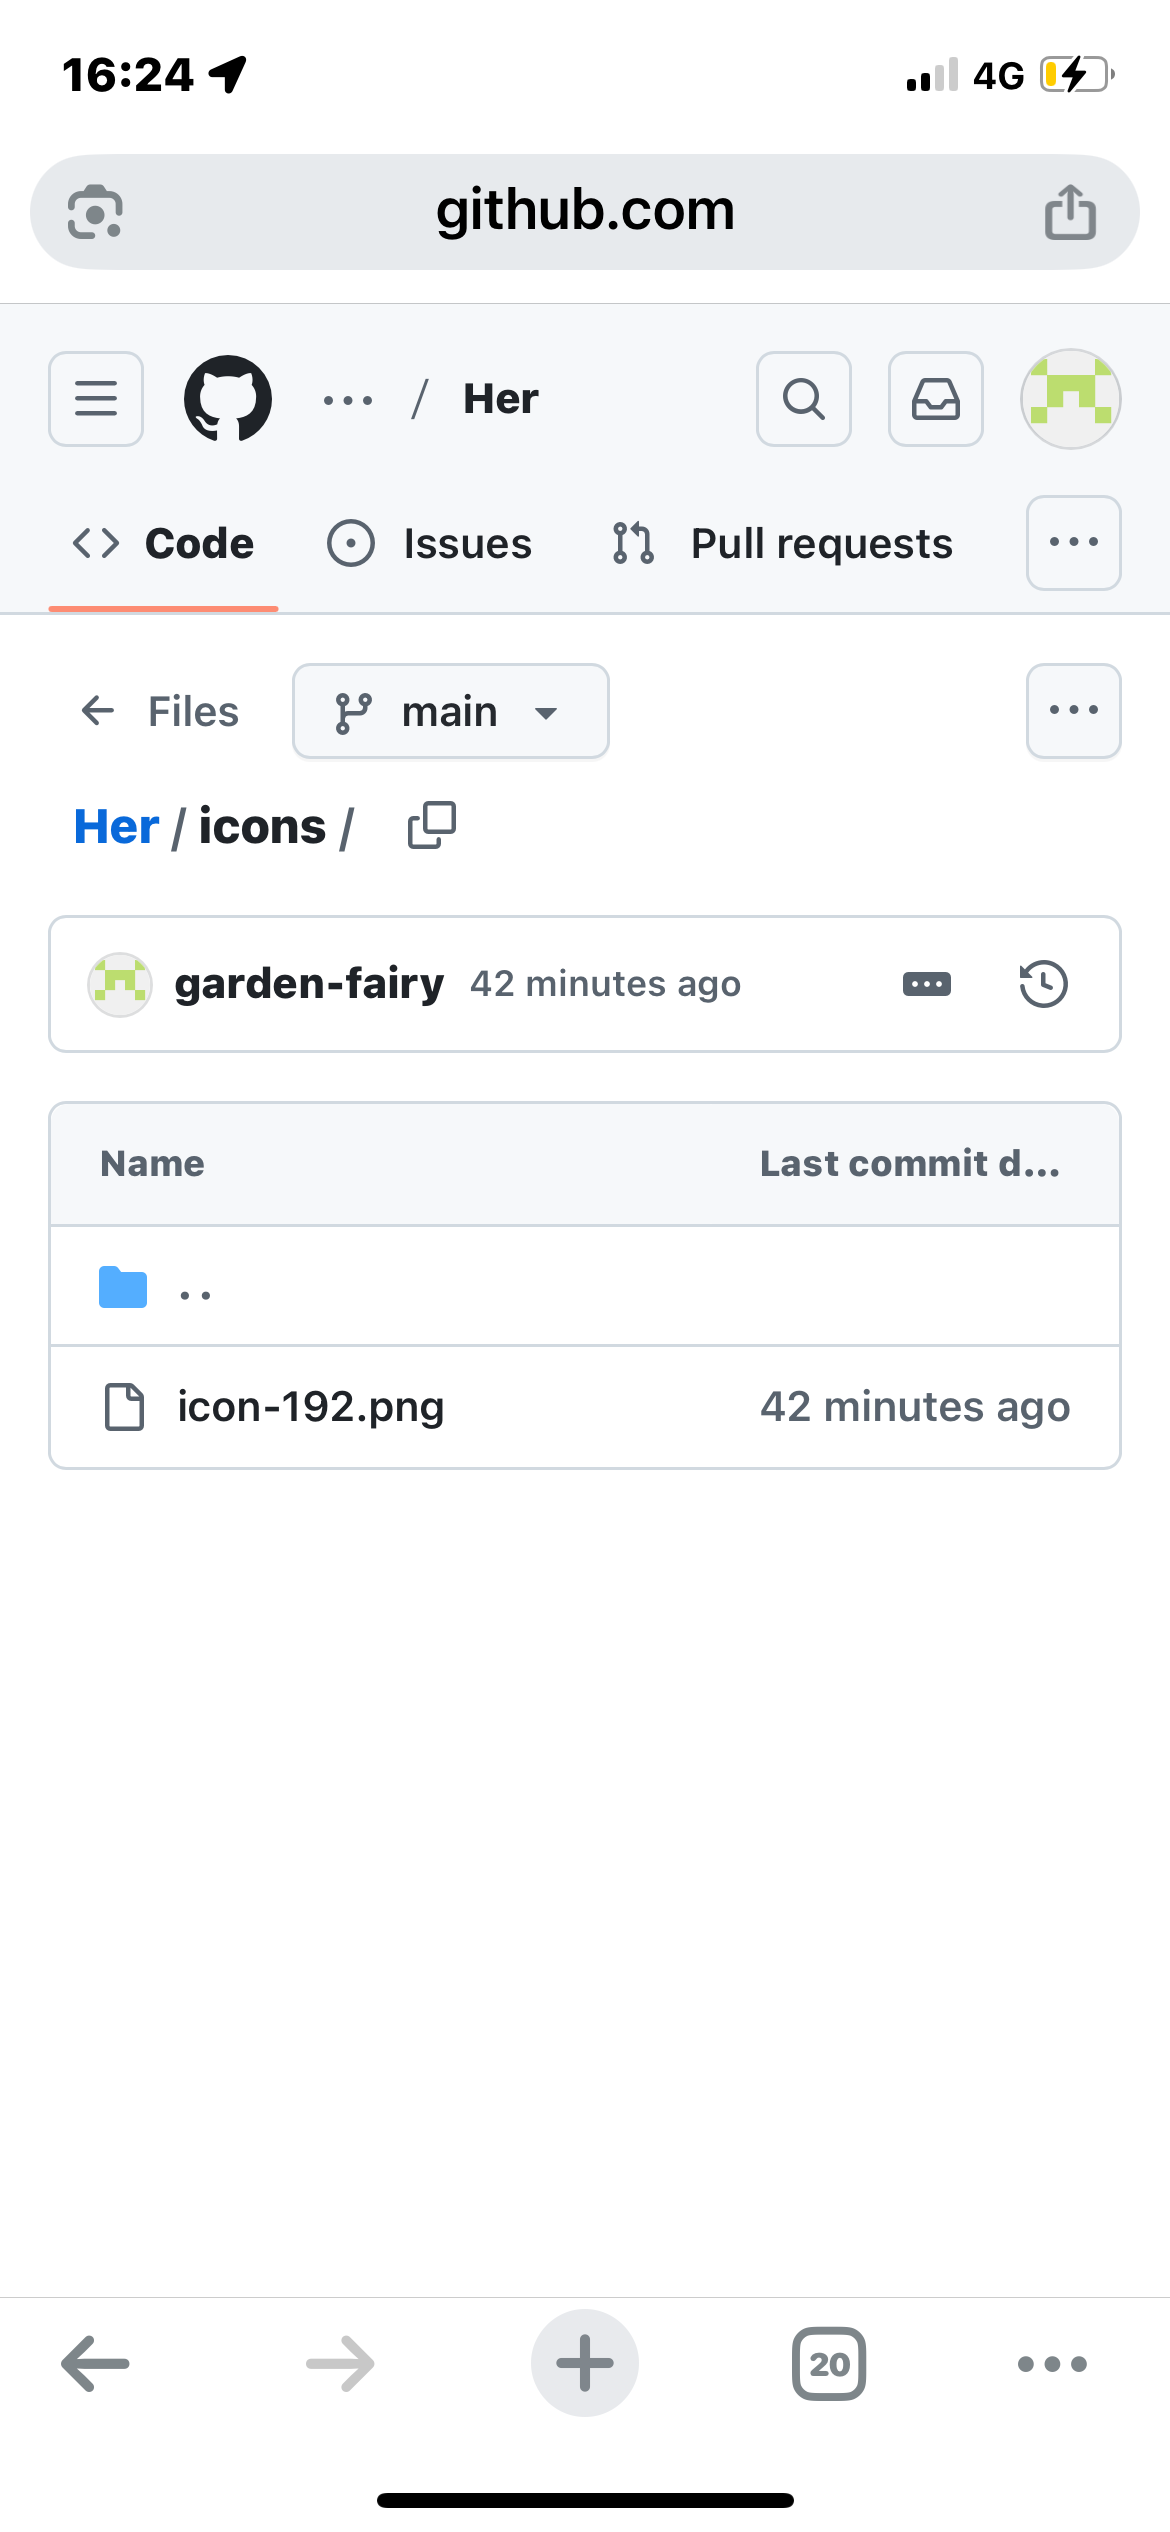 16:24 4G
github.com
... / Her
Code Issues Pull requests ...
Files main ...
Her / icons /
garden-fairy 42 minutes ago
Name Last commit d...
..
icon-192.png 42 minutes ago
20